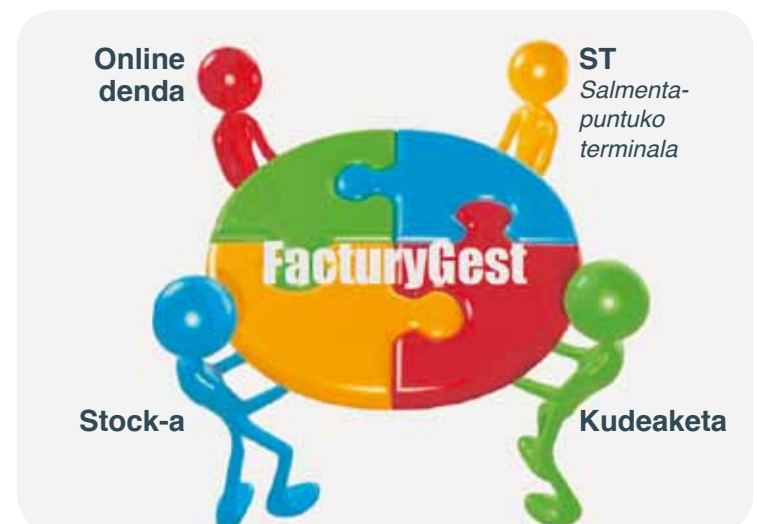 Online
denda
ST
Salmenta-
puntuko
terminala
FacturyGest
Stock-a
Kudeaketa